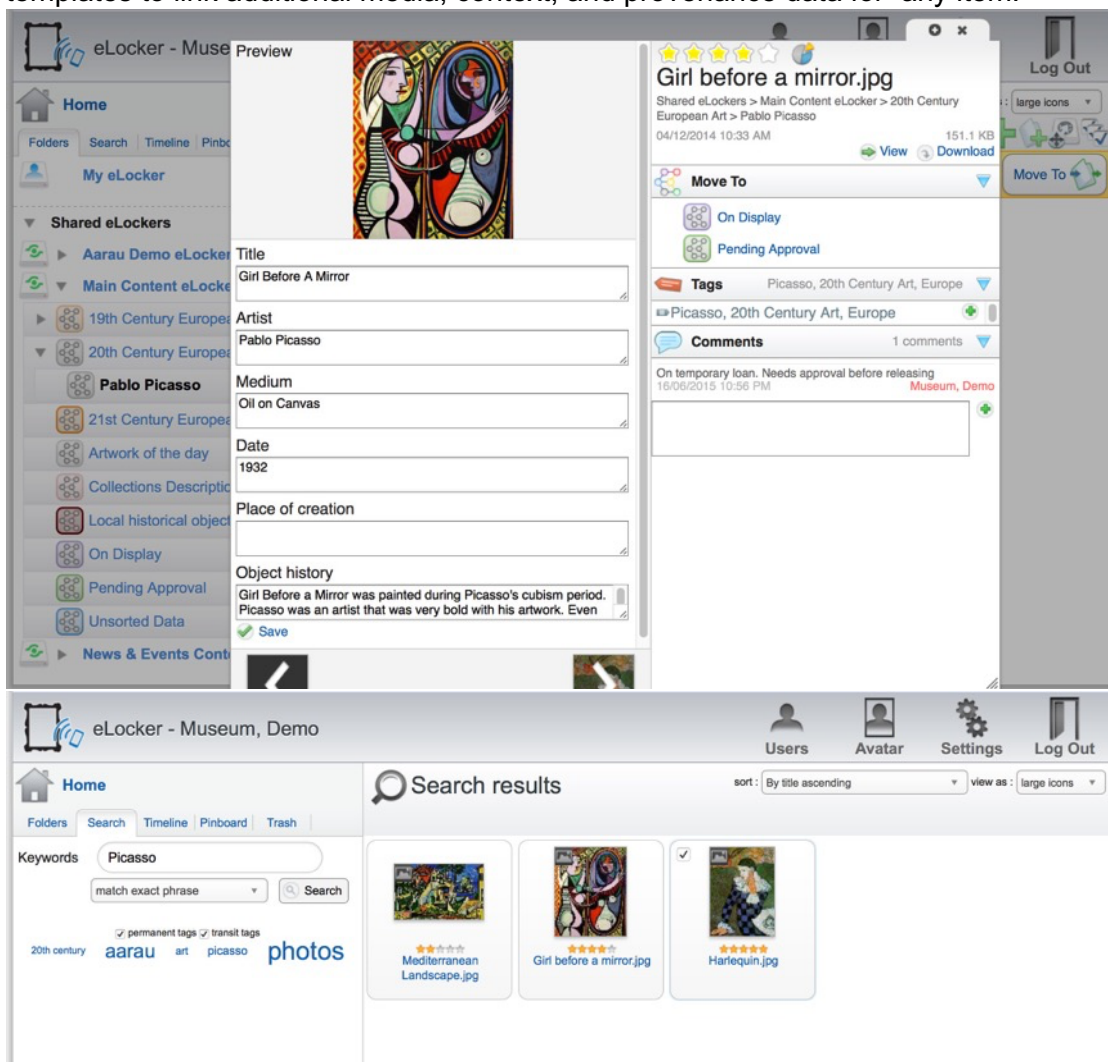 templates to link additional media, context, and provenance data for any item.
eLocker - Muse
Log Out
Home
large icons
Folders Search Timeline
My eLocker
Move To
Shared eLockers
Aarau Demo eLocker
Main Content eLocke
19th Century Europea
20th Century Europea
Pablo Picasso
21st Century Europea
Artwork of the day
Collections Descriptio
Local historical object
On Display
Pending Approval
Unsorted Data
News & Events Cont
Preview
Title
Girl Before A Mirror
Artist
Pablo Picasso
Medium
Oil on Canvas
Date
1932
Place of creation
Object history
Girl Before a Mirror was painted during Picasso's cubism period.
Picasso was an artist that was very bold with his artwork. Even
Save
Girl before a mirror.jpg
Shared eLockers > Main Content eLocker > 20th Century
European Art > Pablo Picasso
04/12/2014 10:33 AM 151.1 KB
View Download
Move To
On Display
Pending Approval
Tags Picasso, 20th Century Art, Europe
Picasso, 20th Century Art, Europe
Comments 1 comments
On temporary loan. Needs approval before releasing
16/06/2015 10:56 PM Museum, Demo
eLocker - Museum, Demo
Users Avatar Settings Log Out
Home
Folders Search Timeline Pinboard Trash
Search results
sort : By title ascending view as : large icons
Keywords Picasso
match exact phrase Search
permanent tags transit tags
20th century aarau art picasso photos
Mediterranean
Landscape.jpg
Girl before a mirror.jpg
Harlequin.jpg